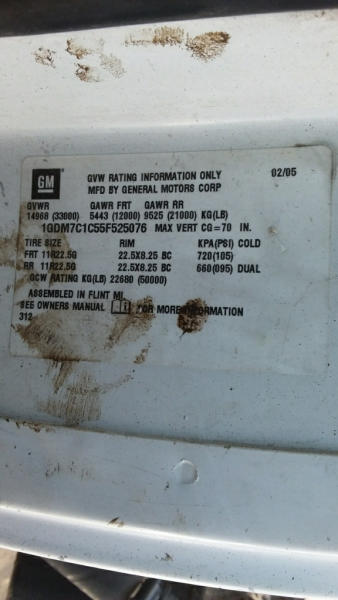 GM GVW RATING INFORMATION ONLY 02/05
MFD BY GENERAL MOTORS CORP
GVWR GAWR FRT GAWR RR
14968 (33000) 5443 (12000) 9525 (21000) KG(LB)
1GDM7C1C55F525076 MAX VERT CG=70 IN.
TIRE SIZE RIM KPA(PSI) COLD
FRT 11R22.5G 22.5X8.25 BC 720(105)
RR 11R22.5G 22.5X8.25 BC 660(095) DUAL
GCW RATING KG(LB) 22680 (50000)
ASSEMBLED IN FLINT MI.
SEE OWNERS MANUAL FOR MORE INFORMATION
312